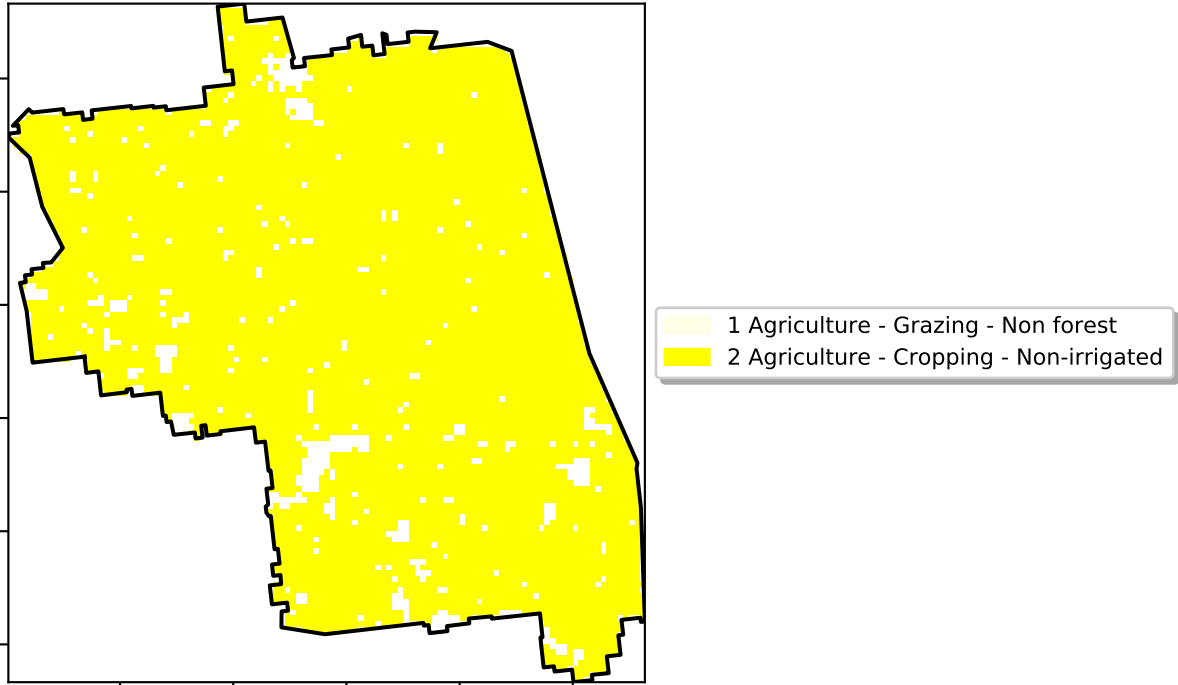 1 Agriculture - Grazing - Non forest
2 Agriculture - Cropping - Non-irrigated